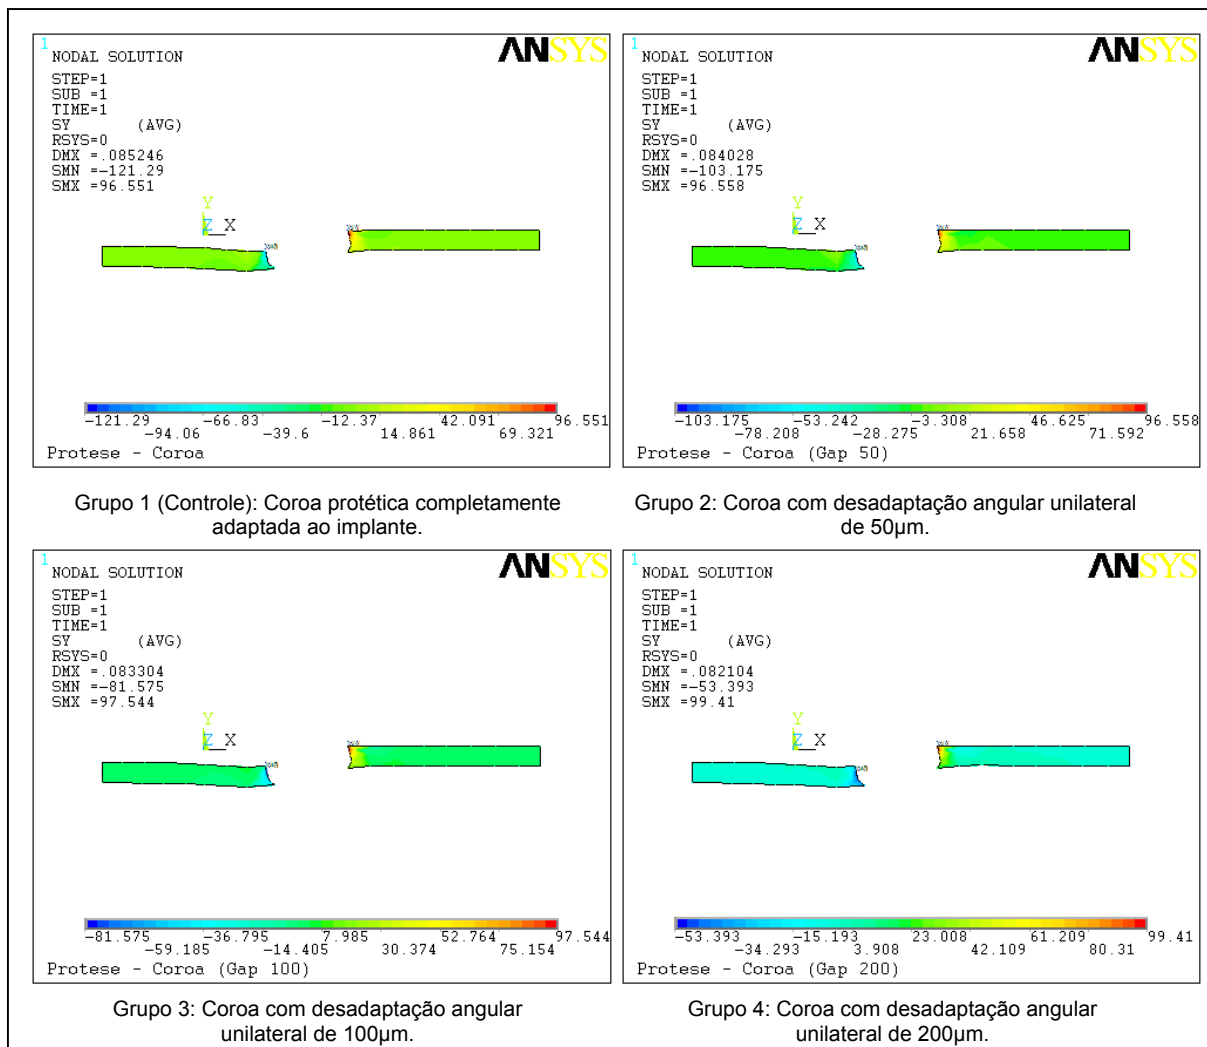 1
NODAL SOLUTION
ANSYS
STEP=1
SUB =1
TIME=1
SY (AVG)
RSYS=0
DMX =.085246
SMN =-121.29
SMX =96.551
Y
Z X
-121.29 -66.83 -12.37 42.091 96.551
-94.06 -39.6 14.861 69.321
Protese - Coroa
Grupo 1 (Controle): Coroa protética completamente
adaptada ao implante.
1
NODAL SOLUTION
ANSYS
STEP=1
SUB =1
TIME=1
SY (AVG)
RSYS=0
DMX =.084028
SMN =-103.175
SMX =96.558
Y
Z X
-103.175 -53.242 -3.308 46.625 96.558
-78.208 -28.275 21.658 71.592
Protese - Coroa (Gap 50)
Grupo 2: Coroa com desadaptação angular unilateral
de 50µm.
1
NODAL SOLUTION
ANSYS
STEP=1
SUB =1
TIME=1
SY (AVG)
RSYS=0
DMX =.083304
SMN =-81.575
SMX =97.544
Y
Z X
-81.575 -36.795 7.985 52.764 97.544
-59.185 -14.405 30.374 75.154
Protese - Coroa (Gap 100)
Grupo 3: Coroa com desadaptação angular
unilateral de 100µm.
1
NODAL SOLUTION
ANSYS
STEP=1
SUB =1
TIME=1
SY (AVG)
RSYS=0
DMX =.082104
SMN =-53.393
SMX =99.41
Y
Z X
-53.393 -15.193 23.008 61.209 99.41
-34.293 3.908 42.109 80.31
Protese - Coroa (Gap 200)
Grupo 4: Coroa com desadaptação angular
unilateral de 200µm.